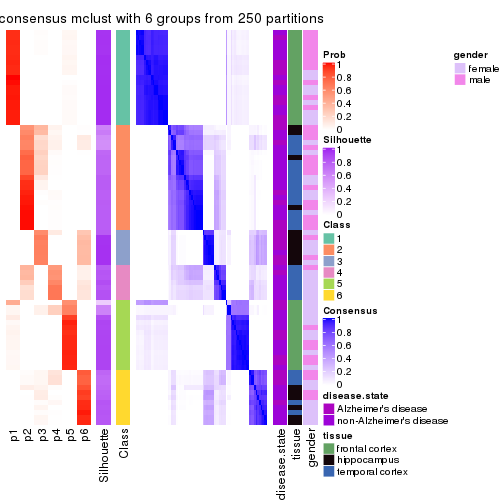 consensus mclust with 6 groups from 250 partitions
Prob
1
0.8
0.6
0.4
0.2
0
gender
female
male
Silhouette
1
0.8
0.6
0.4
0.2
0
Class
1
2
3
4
5
6
Consensus
1
0.8
0.6
0.4
0.2
0
disease.state
Alzheimer's disease
non-Alzheimer's disease
tissue
frontal cortex
hippocampus
temporal cortex
p1
p2
p3
p4
p5
p6
Silhouette
Class
disease.state
tissue
gender